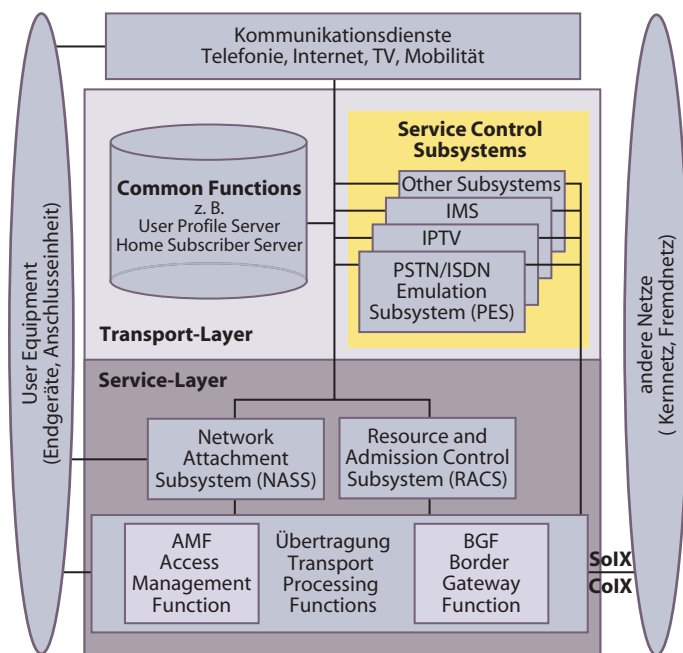 Kommunikationsdienste
Telefonie, Internet, TV, Mobilität
User Equipment
(Endgeräte, Anschlusseinheit)
Common Functions
z. B.
User Profile Server
Home Subscriber Server
Transport-Layer
Service Control
Subsystems
Other Subsystems
IMS
IPTV
PSTN/ISDN
Emulation
Subsystem (PES)
andere Netze
( Kernnetz, Fremdnetz)
Service-Layer
Network
Attachment
Subsystem (NASS)
Resource and
Admission Control
Subsystem (RACS)
AMF
Access
Management
Function
Übertragung
Transport
Processing
Functions
BGF
Border
Gateway
Function
SoIX
CoIX